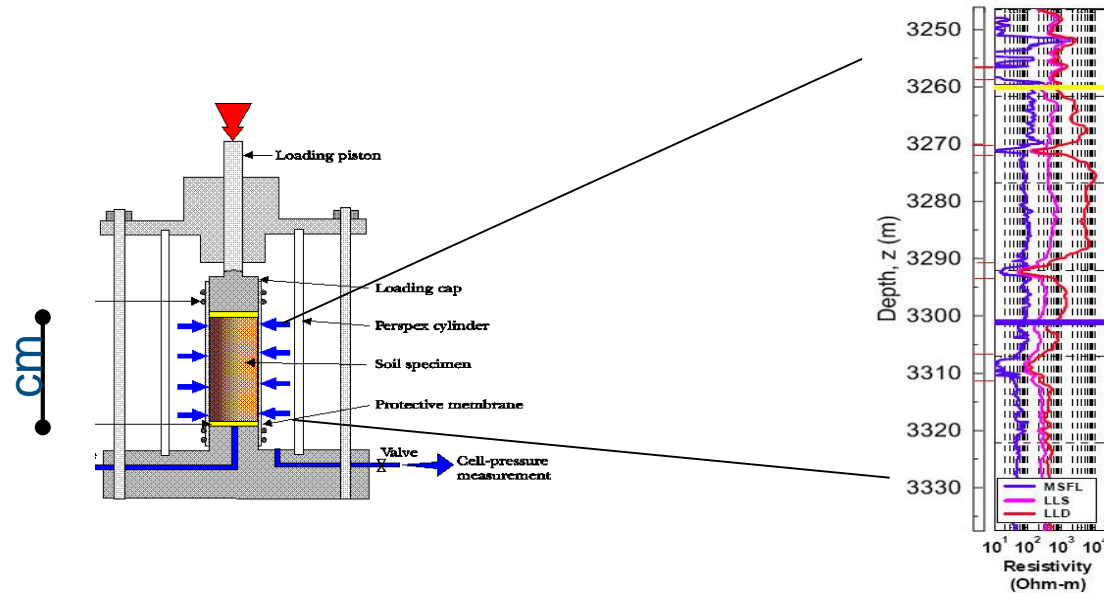 Loading piston
Loading cap
Perspex cylinder
Soil specimen
Protective membrane
Valve
Cell-pressure
measurement
cm
Depth, z (m)
3250
3260
3270
3280
3290
3300
3310
3320
3330
MSFL
LLS
LLD
10¹ 10² 10³ 10⁴
Resistivity
(Ohm-m)